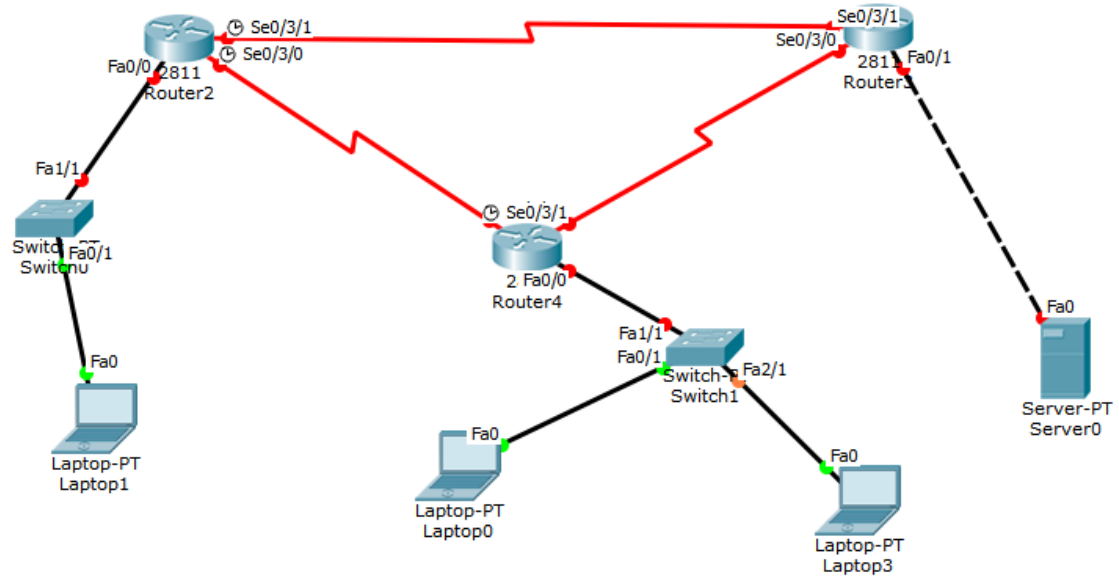 Se0/3/1
Se0/3/0
Fa0/0
2811
Router2
Se0/3/1
Se0/3/0
Fa0/1
2811
Fa1/1
Fa0/1
Fa0
Laptop-PT
Laptop1
Se0/3/1
2 Fa0/0
Router4
Fa1/1
Fa0/1
Fa2/1
Switch1
Fa0
Laptop-PT
Laptop0
Fa0
Laptop-PT
Laptop3
Fa0
Server-PT
Server0